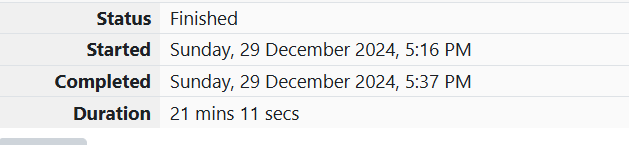 Status Finished
Started Sunday, 29 December 2024, 5:16 PM
Completed Sunday, 29 December 2024, 5:37 PM
Duration 21 mins 11 secs